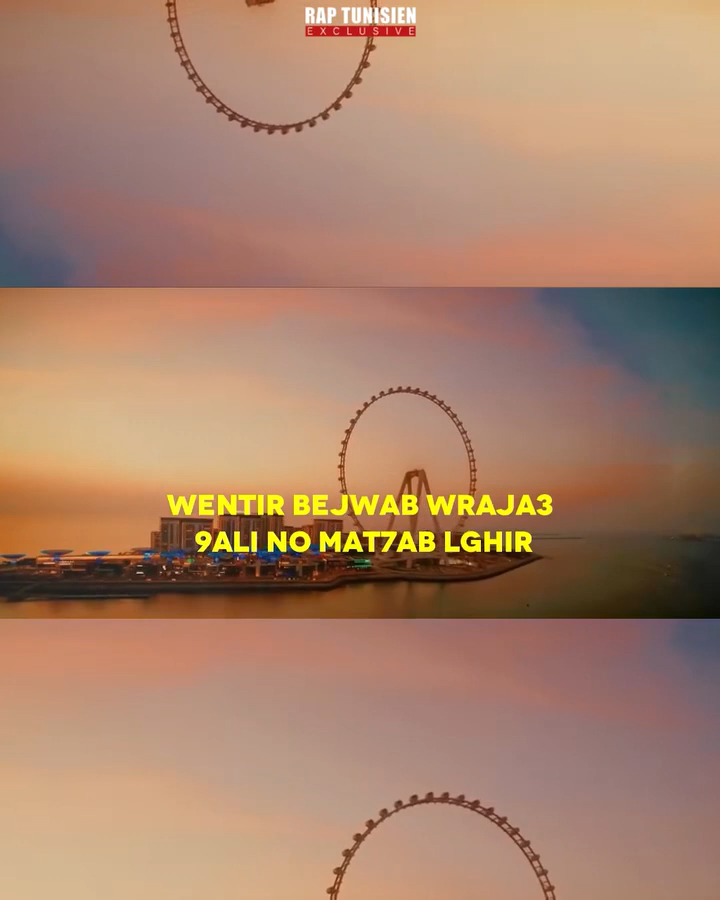 RAP TUNISIEN
EXCLUSIVE
WENTIR BEJWAB WRAJA3
9ALI NO MAT7AB LGHIR